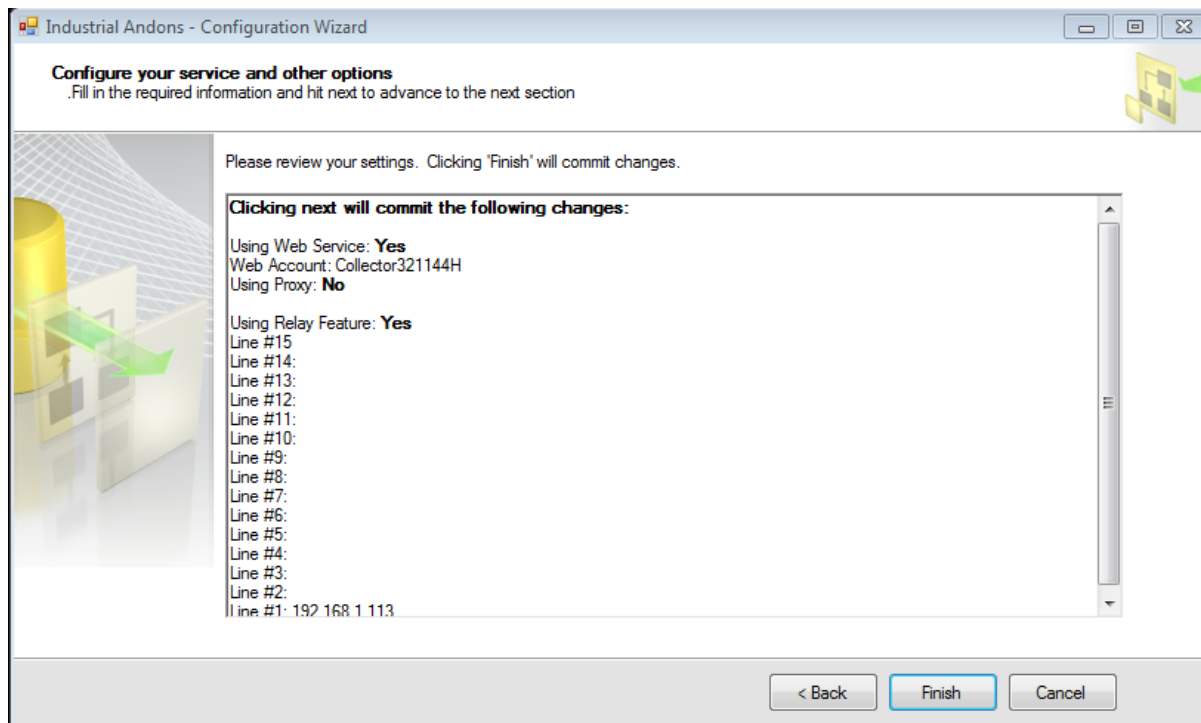 Industrial Andons - Configuration Wizard
Configure your service and other options
.Fill in the required information and hit next to advance to the next section
Please review your settings.  Clicking 'Finish' will commit changes.
Clicking next will commit the following changes:
Using Web Service: Yes
Web Account: Collector321144H
Using Proxy: No
Using Relay Feature: Yes
Line #15
Line #14:
Line #13:
Line #12:
Line #11:
Line #10:
Line #9:
Line #8:
Line #7:
Line #6:
Line #5:
Line #4:
Line #3:
Line #2:
Line #1: 192.168.1.113
< Back
Finish
Cancel